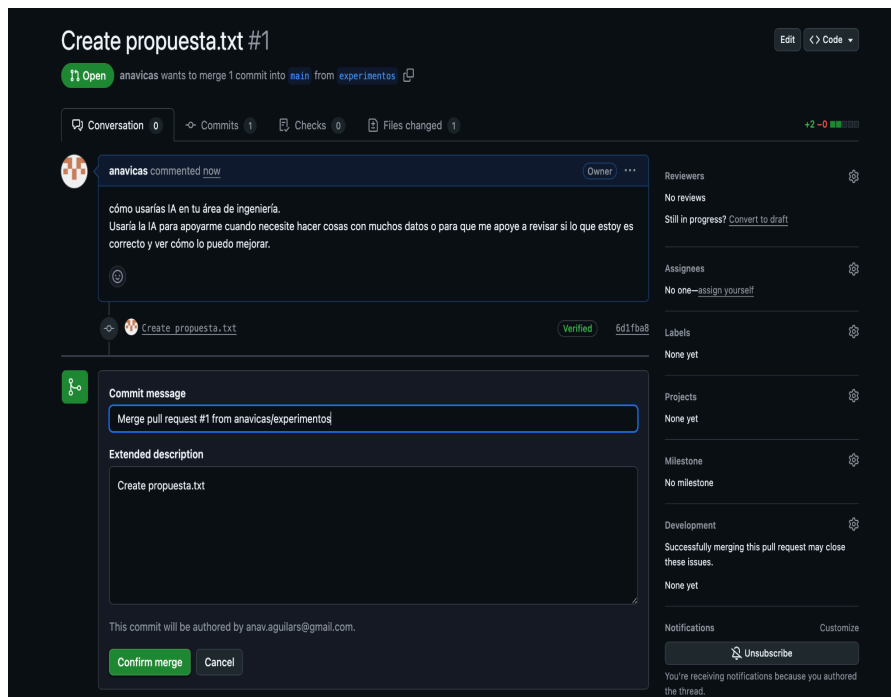 Create propuesta.txt #1
Edit
<> Code
Open
anavicas wants to merge 1 commit into main from experimentos
Conversation 0
Commits 1
Checks 0
Files changed 1
+2 −0
anavicas commented now
Owner
cómo usarías IA en tu área de ingeniería.
Usaría la IA para apoyarme cuando necesite hacer cosas con muchos datos o para que me apoye a revisar si lo que estoy es
correcto y ver cómo lo puedo mejorar.
Create propuesta.txt
Verified
6d1fba8
Commit message
Merge pull request #1 from anavicas/experimentos
Extended description
Create propuesta.txt
This commit will be authored by anav.aguilars@gmail.com.
Confirm merge
Cancel
Reviewers
No reviews
Still in progress? Convert to draft
Assignees
No one—assign yourself
Labels
None yet
Projects
None yet
Milestone
No milestone
Development
Successfully merging this pull request may close
these issues.
None yet
Notifications
Customize
Unsubscribe
You're receiving notifications because you authored
the thread.